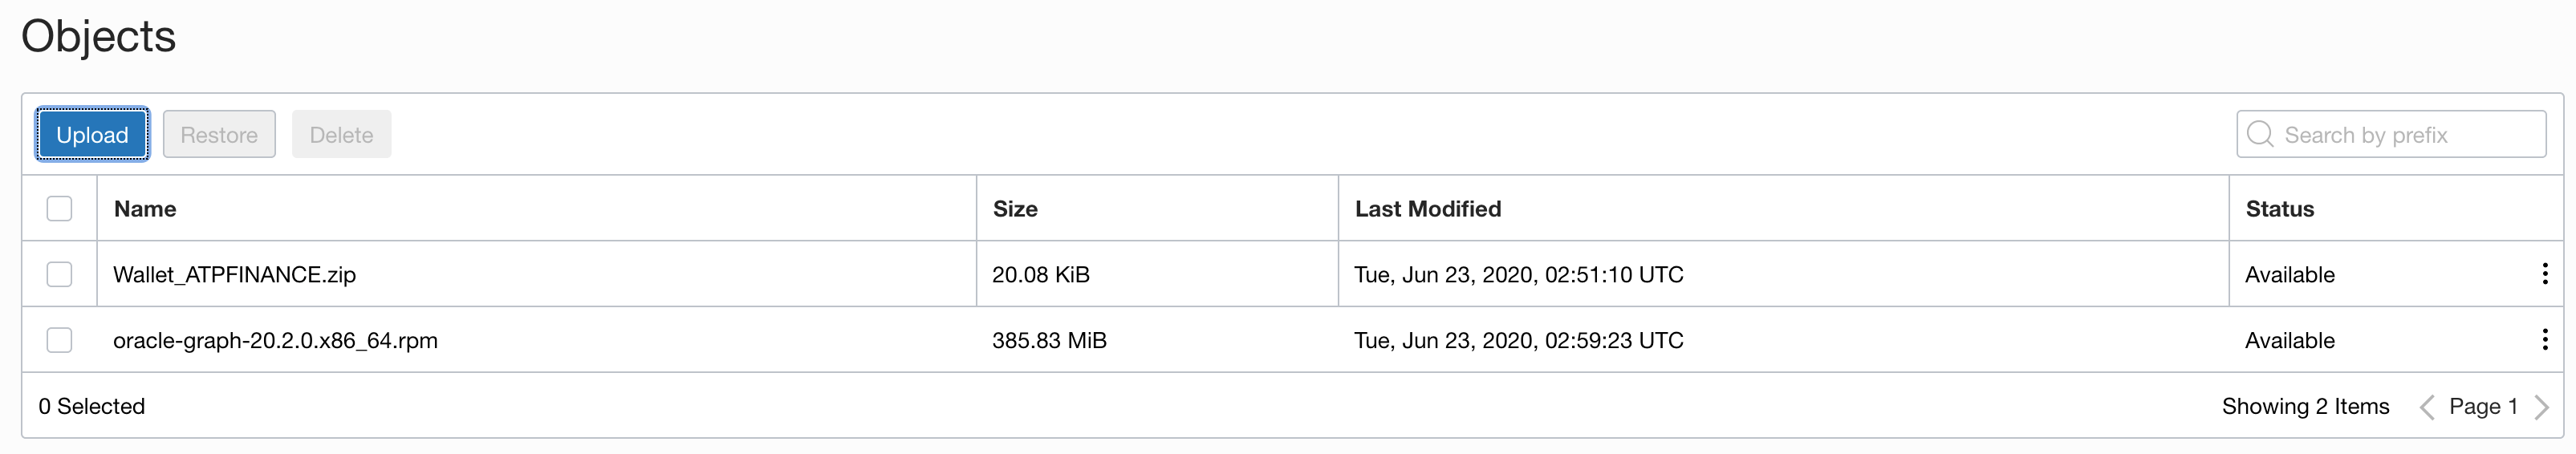 Objects
Upload Restore Delete Search by prefix
Name Size Last Modified Status
Wallet_ATPFINANCE.zip 20.08 KiB Tue, Jun 23, 2020, 02:51:10 UTC Available
oracle-graph-20.2.0.x86_64.rpm 385.83 MiB Tue, Jun 23, 2020, 02:59:23 UTC Available
0 Selected Showing 2 Items Page 1